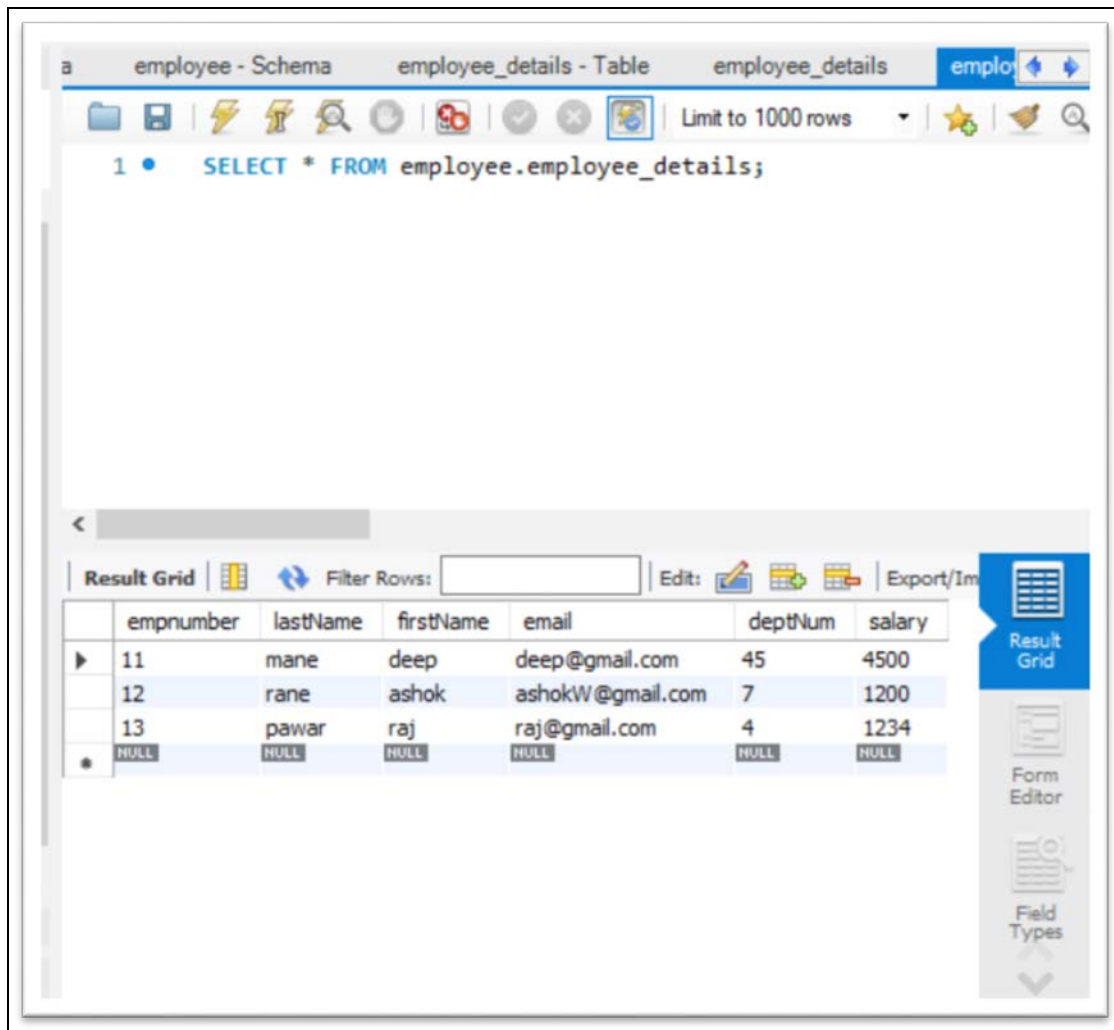 a employee - Schema employee_details - Table employee_details employ
Limit to 1000 rows
1 SELECT * FROM employee.employee_details;
Result Grid Filter Rows: Edit: Export/Im
empnumber lastName firstName email deptNum salary
11 mane deep deep@gmail.com 45 4500
12 rane ashok ashokW@gmail.com 7 1200
13 pawar raj raj@gmail.com 4 1234
NULL NULL NULL NULL NULL NULL
Result
Grid
Form
Editor
Field
Types